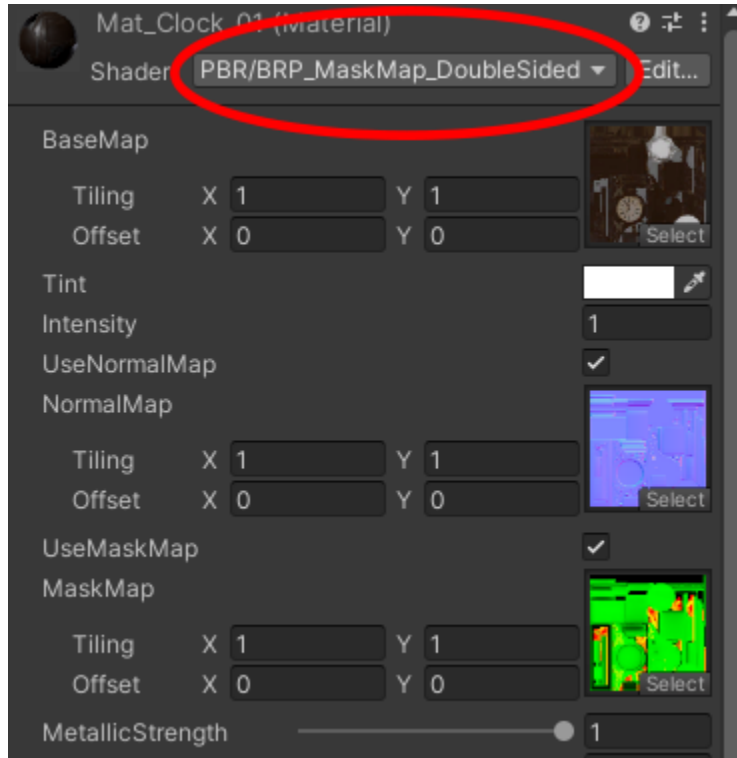 Mat_Clock_01 (Material)
Shader PBR/BRP_MaskMap_DoubleSided Edit...
BaseMap
Tiling X 1 Y 1
Offset X 0 Y 0 Select
Tint
Intensity 1
UseNormalMap
NormalMap
Tiling X 1 Y 1
Offset X 0 Y 0 Select
UseMaskMap
MaskMap
Tiling X 1 Y 1
Offset X 0 Y 0 Select
MetallicStrength 1